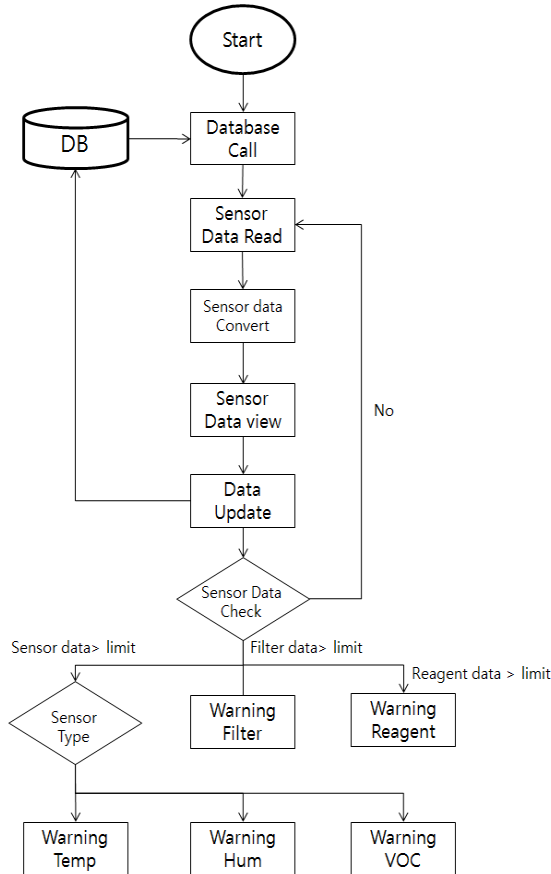 Start
Database
Call
DB
Sensor
Data Read
Sensor data
Convert
Sensor
Data view
No
Data
Update
Sensor Data
Check
Sensor data> limit
Filter data> limit
Reagent data > limit
Sensor
Type
Warning
Filter
Warning
Reagent
Warning
Temp
Warning
Hum
Warning
VOC